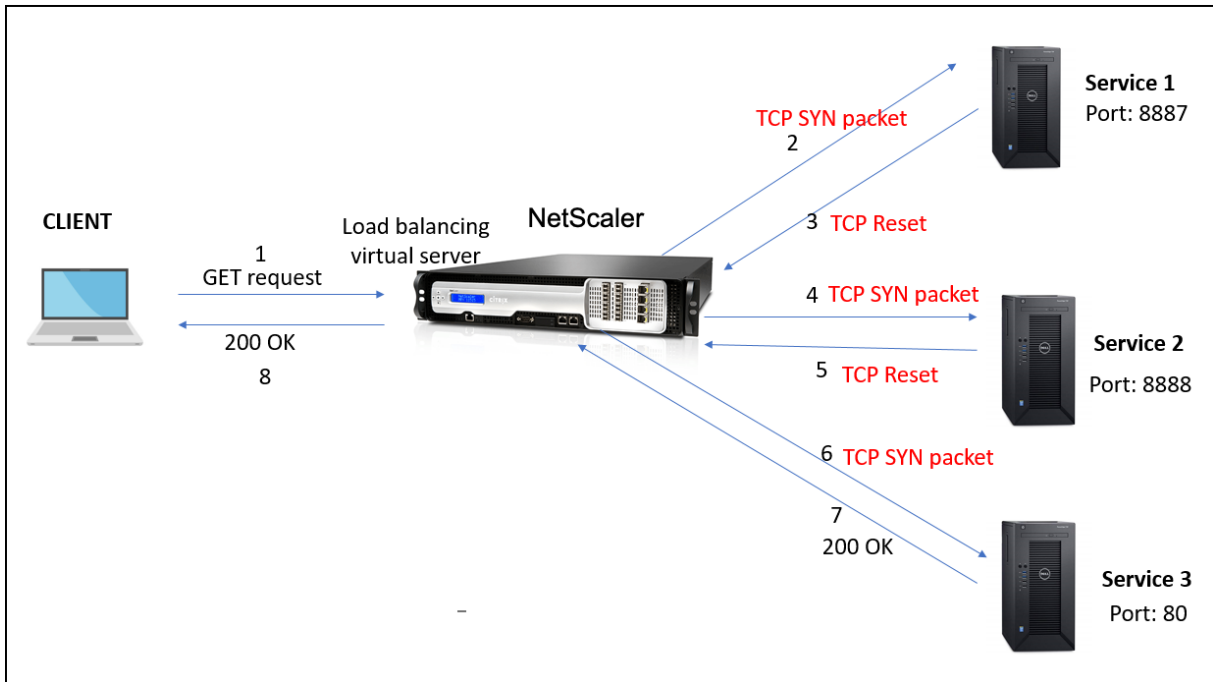 Service 1
Port: 8887
TCP SYN packet
2
3 TCP Reset
NetScaler
Load balancing
virtual server
CLIENT
1
GET request
200 OK
8
4 TCP SYN packet
5 TCP Reset
Service 2
Port: 8888
6 TCP SYN packet
7
200 OK
Service 3
Port: 80
–